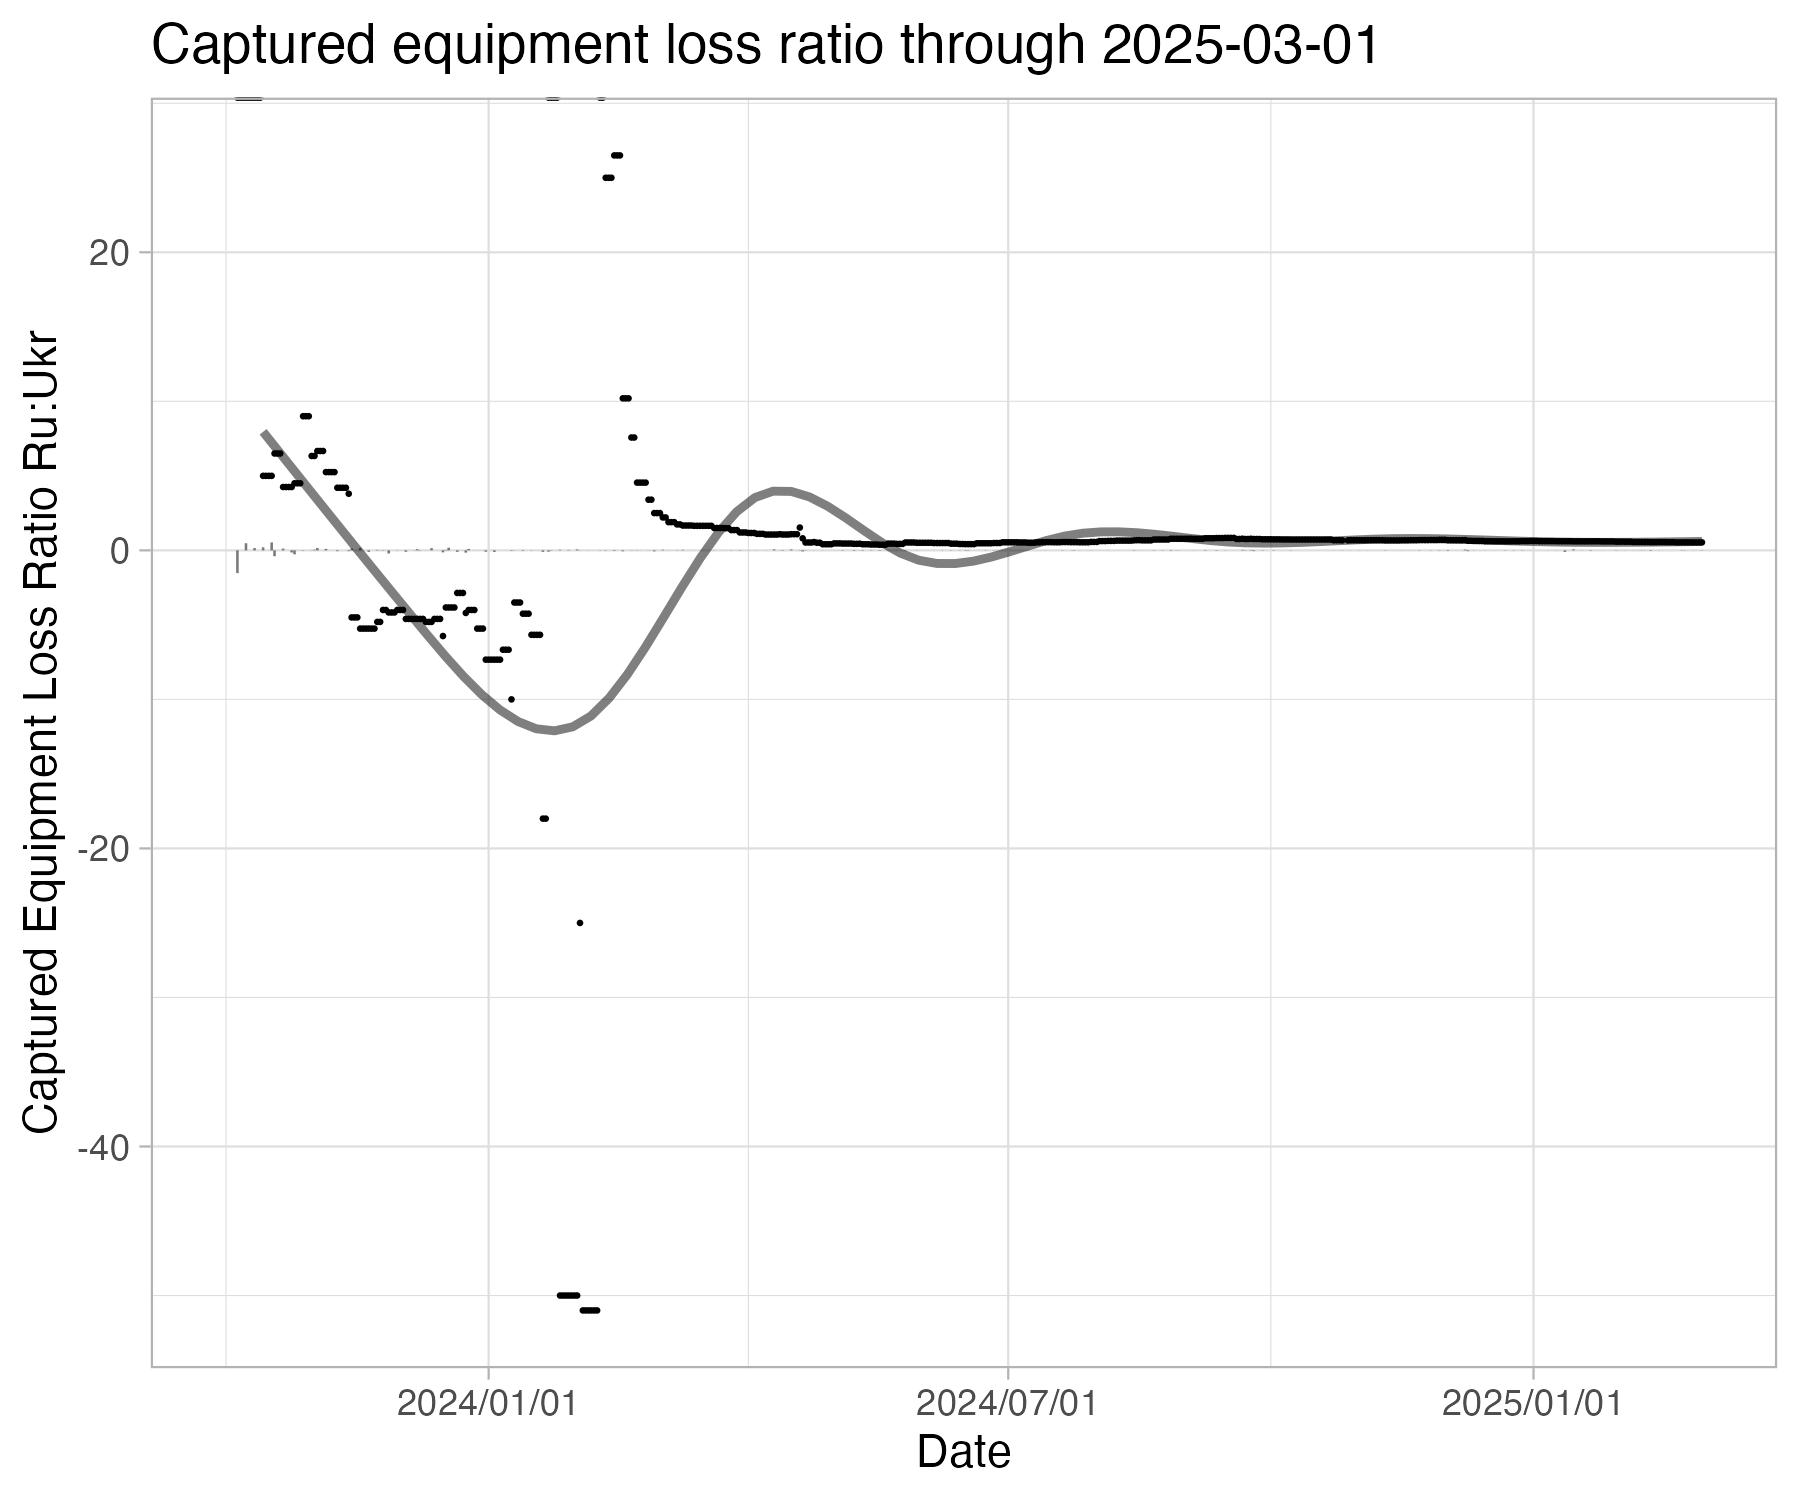 Captured equipment loss ratio through 2025-03-01
Captured Equipment Loss Ratio Ru:Ukr
20
0
-20
-40
2024/01/01
2024/07/01
2025/01/01
Date